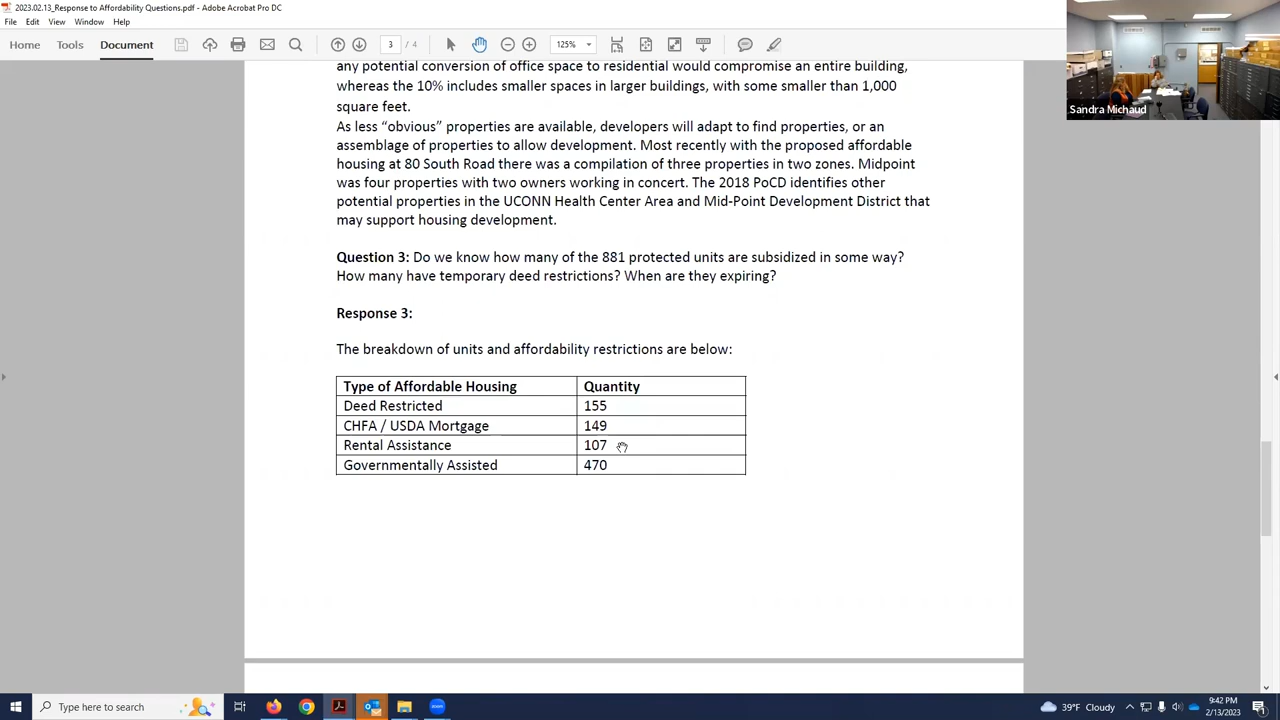 2023.02.13_Response to Affordability Questions.pdf - Adobe Acrobat Pro DC
File Edit View Window Help
Home Tools Document 3 / 4 125%
any potential conversion of office space to residential would compromise an entire building,
whereas the 10% includes smaller spaces in larger buildings, with some smaller than 1,000
square feet.
As less “obvious” properties are available, developers will adapt to find properties, or an
assemblage of properties to allow development. Most recently with the proposed affordable
housing at 80 South Road there was a compilation of three properties in two zones. Midpoint
was four properties with two owners working in concert. The 2018 PoCD identifies other
potential properties in the UCONN Health Center Area and Mid-Point Development District that
may support housing development.
Question 3: Do we know how many of the 881 protected units are subsidized in some way?
How many have temporary deed restrictions? When are they expiring?
Response 3:
The breakdown of units and affordability restrictions are below:
Type of Affordable Housing Quantity
Deed Restricted 155
CHFA / USDA Mortgage 149
Rental Assistance 107
Governmentally Assisted 470
Sandra Michaud
Type here to search
zoom
39°F Cloudy
9:42 PM
2/13/2023